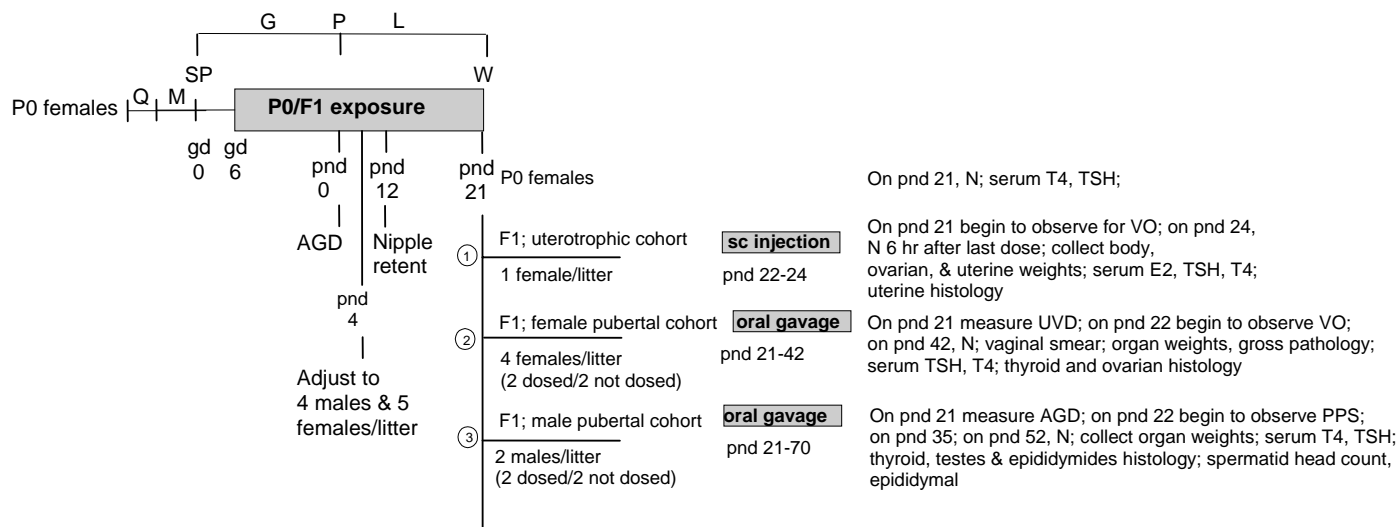 G P L
SP W
P0 females Q M P0/F1 exposure
gd 0
gd 6
pnd 0
pnd 12
pnd 21
AGD
Nipple retent
pnd 4
Adjust to
4 males & 5
females/litter
P0 females
On pnd 21, N; serum T4, TSH;
1
F1; uterotrophic cohort
1 female/litter
sc injection
pnd 22-24
On pnd 21 begin to observe for VO; on pnd 24,
N 6 hr after last dose; collect body,
ovarian, & uterine weights; serum E2, TSH, T4;
uterine histology
2
F1; female pubertal cohort
4 females/litter
(2 dosed/2 not dosed)
oral gavage
pnd 21-42
On pnd 21 measure UVD; on pnd 22 begin to observe VO;
on pnd 42, N; vaginal smear; organ weights, gross pathology;
serum TSH, T4; thyroid and ovarian histology
3
F1; male pubertal cohort
2 males/litter
(2 dosed/2 not dosed)
oral gavage
pnd 21-70
On pnd 21 measure AGD; on pnd 22 begin to observe PPS;
on pnd 35; on pnd 52, N; collect organ weights; serum T4, TSH;
thyroid, testes & epididymides histology; spermatid head count,
epididymal